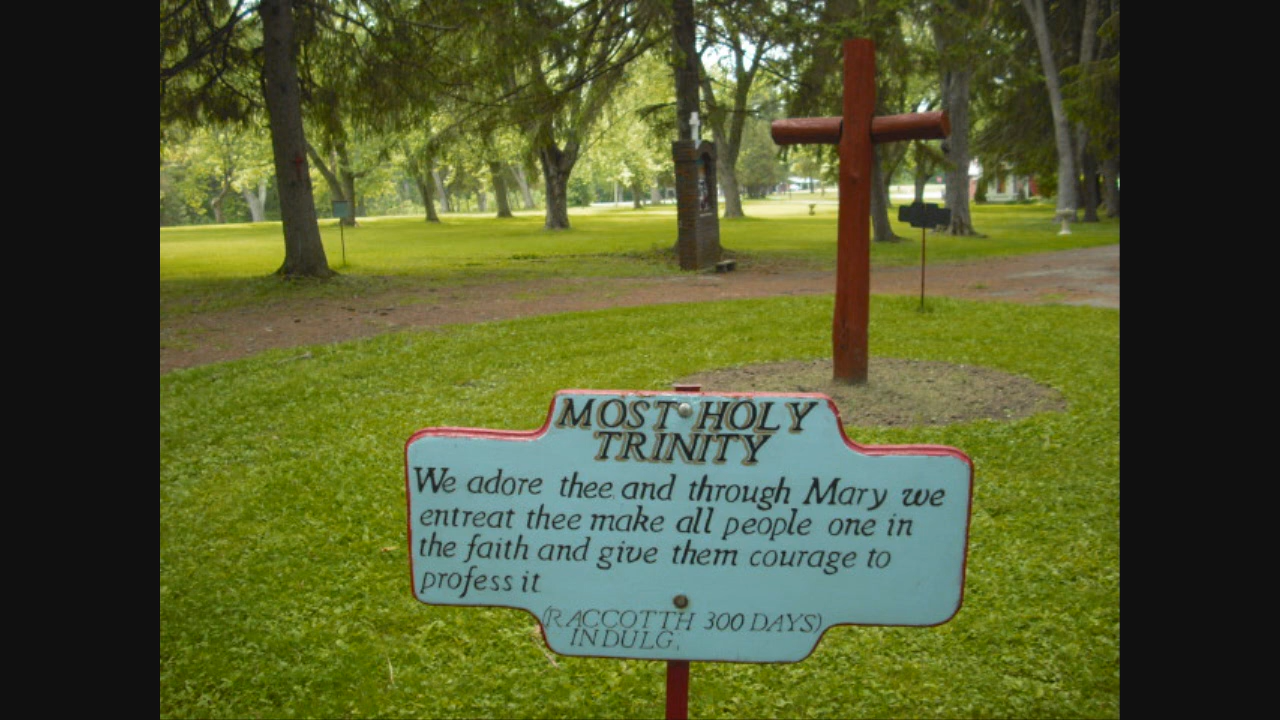 MOST HOLY
TRINITY
We adore thee and through Mary we
entreat thee make all people one in
the faith and give them courage to
profess it
(RACCOTTH 300 DAYS)
INDULG.